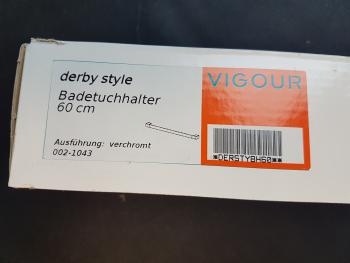 derby style
Badetuchhalter
60 cm
Ausführung: verchromt
002-1043
VIGOUR
*DERSTYBH60*